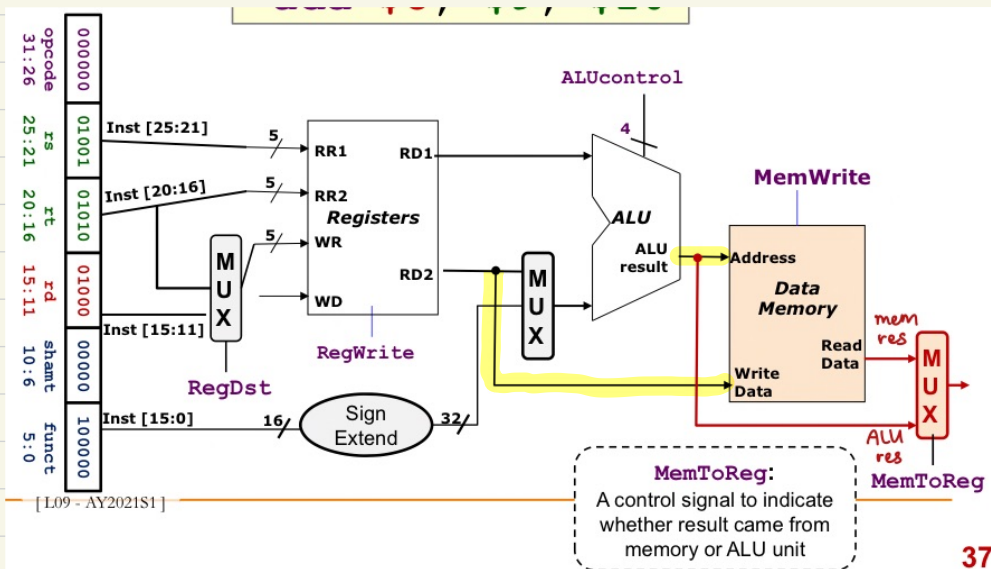 ALUcontrol
4
opcode
31:26
000000
rs
25:21
01001
rt
20:16
01010
rd
15:11
01000
shamt
10:6
00000
funct
5:0
100000
Inst [25:21]
5
RR1
RD1
Inst [20:16]
5
RR2
Registers
5
WR
RD2
WD
MUX
Inst [15:11]
RegDst
RegWrite
MUX
ALU
ALU
result
MemWrite
Address
Data
Memory
Read
Data
Write
Data
mem
res
MUX
ALU
res
MemToReg
Inst [15:0]
16
Sign
Extend
32
[ L09 - AY2021S1 ]
MemToReg:
A control signal to indicate
whether result came from
memory or ALU unit
37